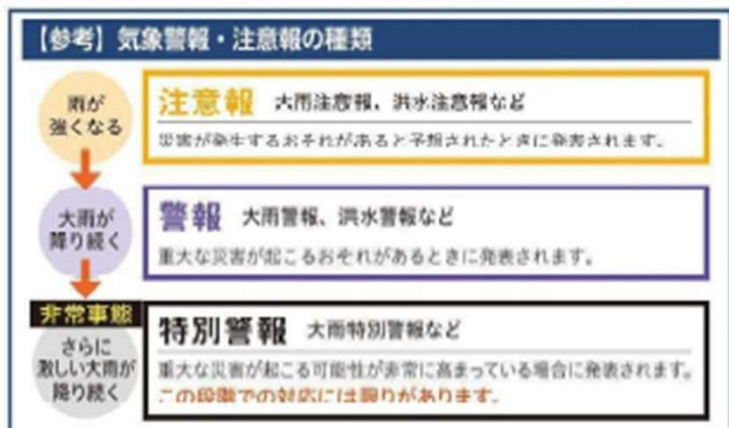 【参考】気象警報・注意報の種類
雨が
強くなる
注意報 大雨注意報、洪水注意報など
災害が発生するおそれがあると予想されたときに発表されます。
大雨が
降り続く
警報 大雨警報、洪水警報など
重大な災害が起こるおそれがあるときに発表されます。
非常事態
さらに
激しい大雨が
降り続く
特別警報 大雨特別警報など
重大な災害が起こる可能性が非常に高まっている場合に発表されます。
この段階での対応には限りがあります。